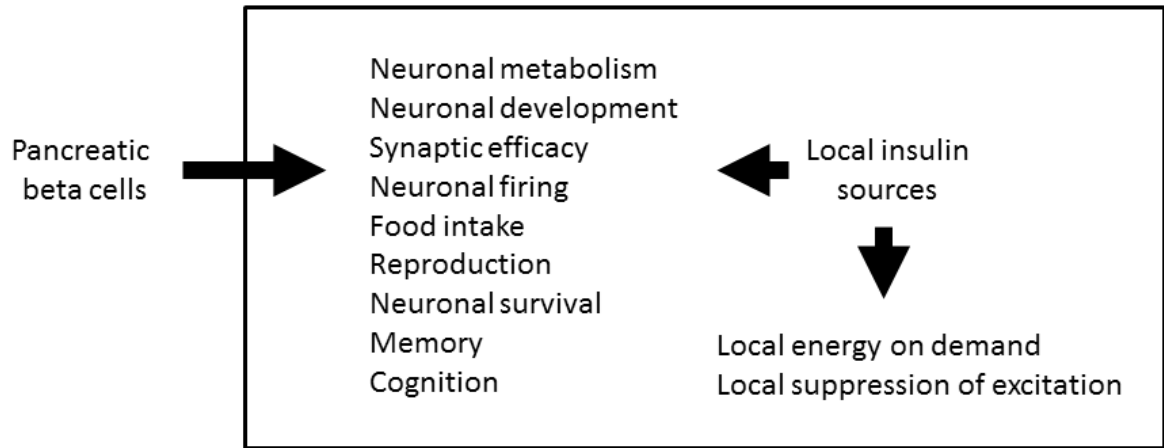 Pancreatic
beta cells
Neuronal metabolism
Neuronal development
Synaptic efficacy
Neuronal firing
Food intake
Reproduction
Neuronal survival
Memory
Cognition
Local insulin
sources
Local energy on demand
Local suppression of excitation